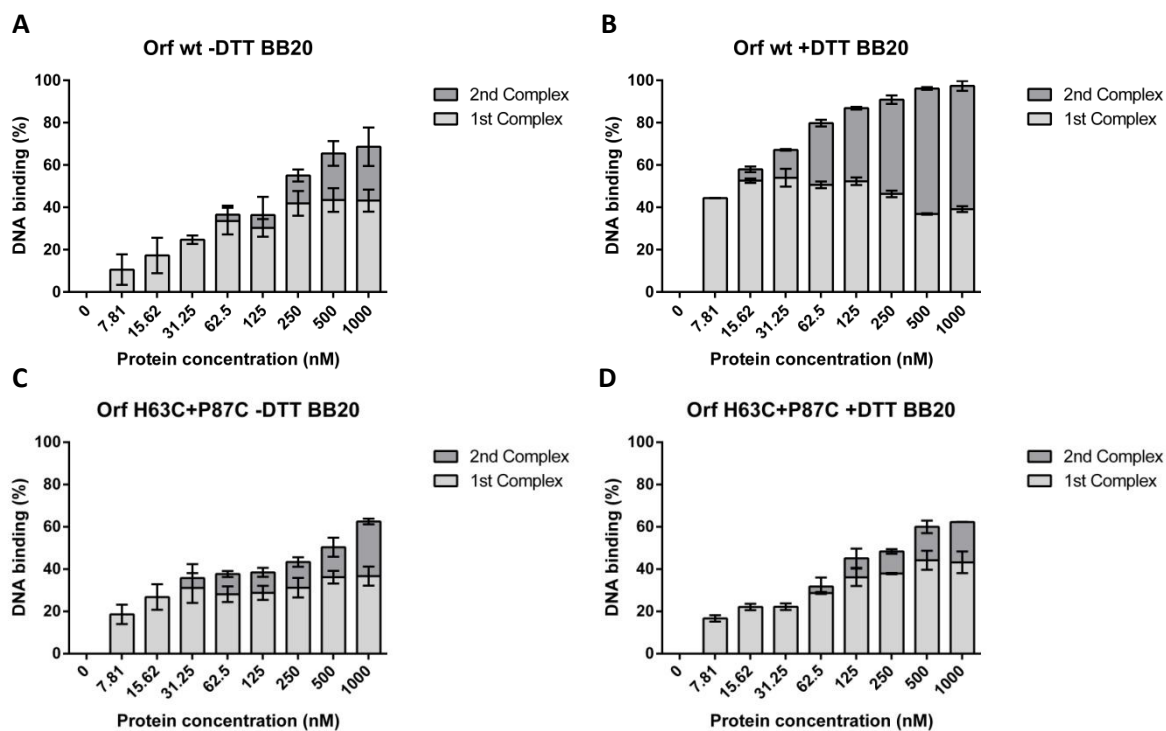 A
Orf wt -DTT BB20
DNA binding (%)
100
80
60
40
20
0
0
7.81
15.62
31.25
62.5
125
250
500
1000
Protein concentration (nM)
2nd Complex
1st Complex
B
Orf wt +DTT BB20
DNA binding (%)
100
80
60
40
20
0
0
7.81
15.62
31.25
62.5
125
250
500
1000
Protein concentration (nM)
2nd Complex
1st Complex
C
Orf H63C+P87C -DTT BB20
DNA binding (%)
100
80
60
40
20
0
0
7.81
15.62
31.25
62.5
125
250
500
1000
Protein concentration (nM)
2nd Complex
1st Complex
D
Orf H63C+P87C +DTT BB20
DNA binding (%)
100
80
60
40
20
0
0
7.81
15.62
31.25
62.5
125
250
500
1000
Protein concentration (nM)
2nd Complex
1st Complex